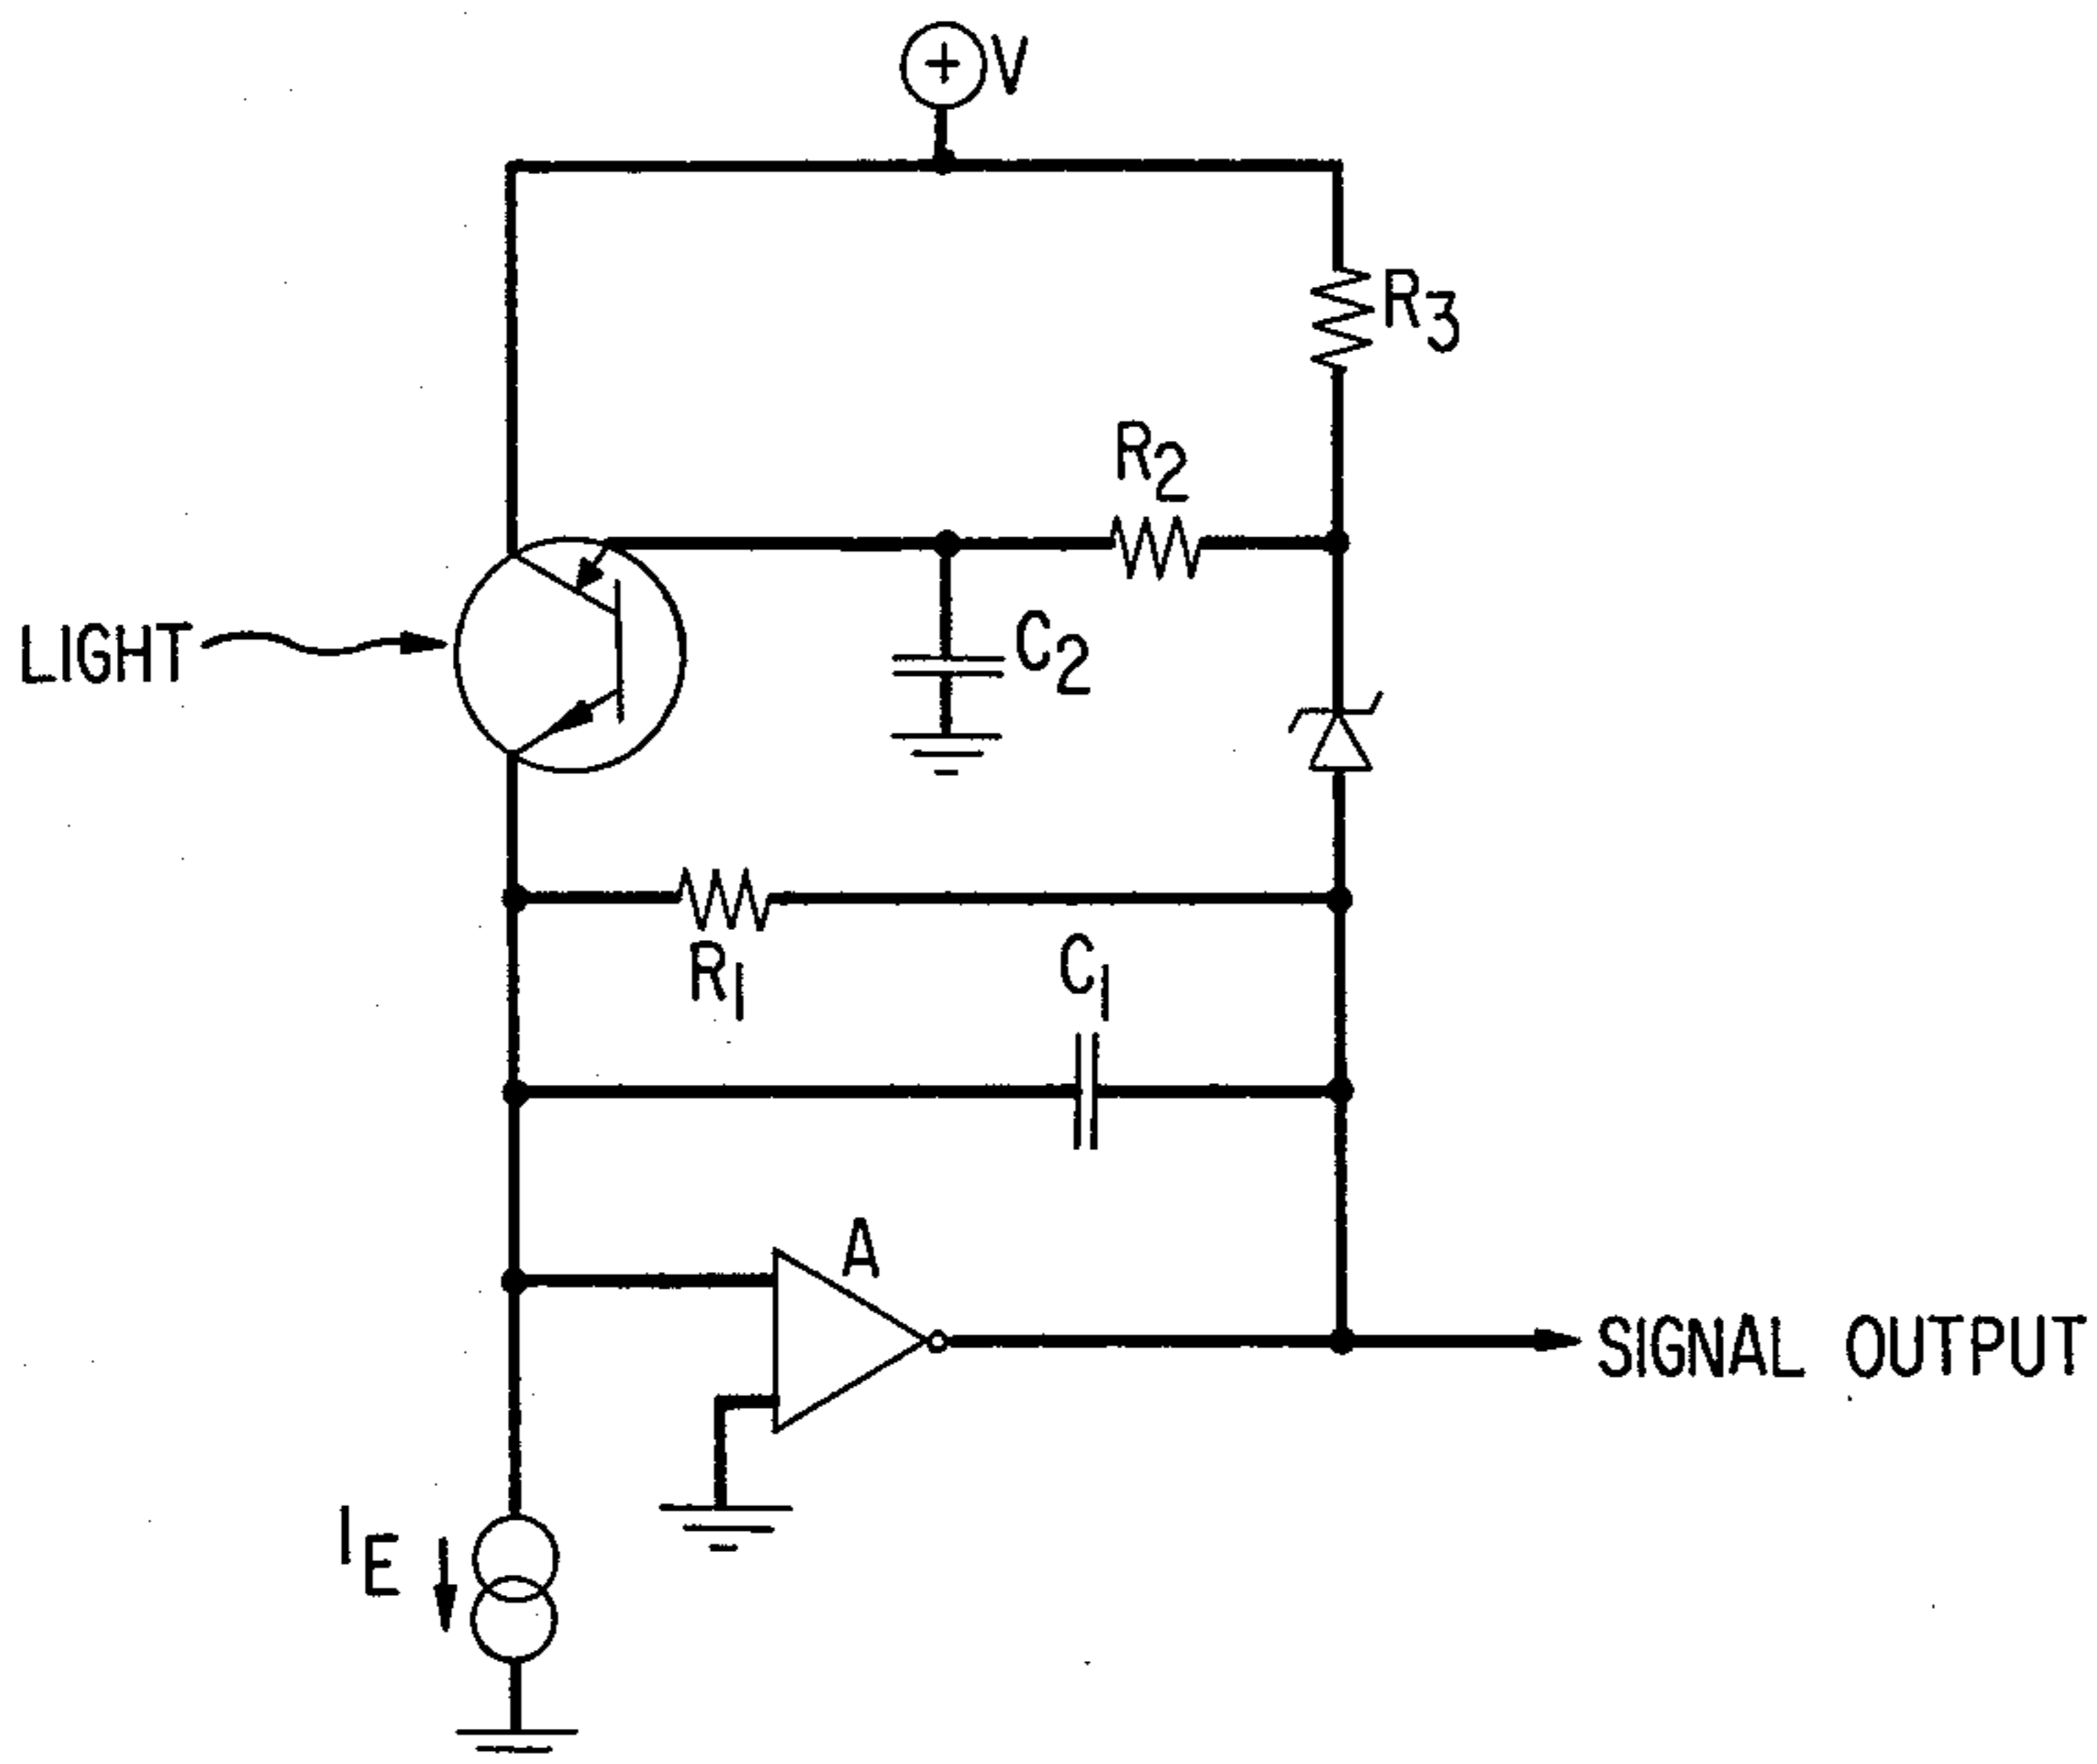 + V
R3
R2
LIGHT
C2
R1
C1
A
SIGNAL OUTPUT
IE